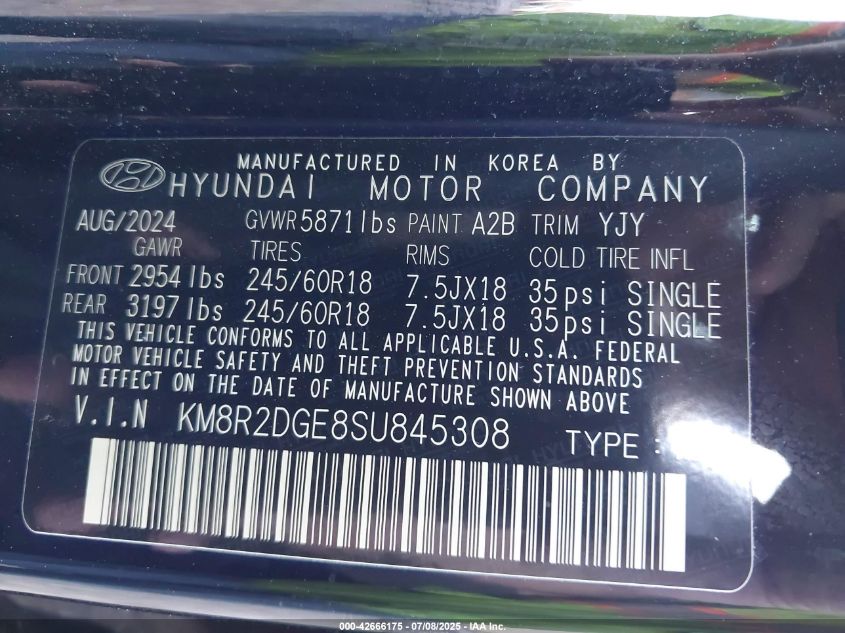 MANUFACTURED IN KOREA BY
HYUNDAI MOTOR COMPANY
AUG/2024 GVWR 5871lbs PAINT A2B TRIM YJY
GAWR TIRES RIMS COLD TIRE INFL
FRONT 2954lbs 245/60R18 7.5JX18 35psi SINGLE
REAR 3197lbs 245/60R18 7.5JX18 35psi SINGLE
THIS VEHICLE CONFORMS TO ALL APPLICABLE U.S.A. FEDERAL
MOTOR VEHICLE SAFETY AND THEFT PREVENTION STANDARDS
IN EFFECT ON THE DATE OF MANUFACTURE SHOWN ABOVE
V.I.N KM8R2DGE8SU845308 TYPE :
000-42666175 - 07/08/2025 - IAA Inc.